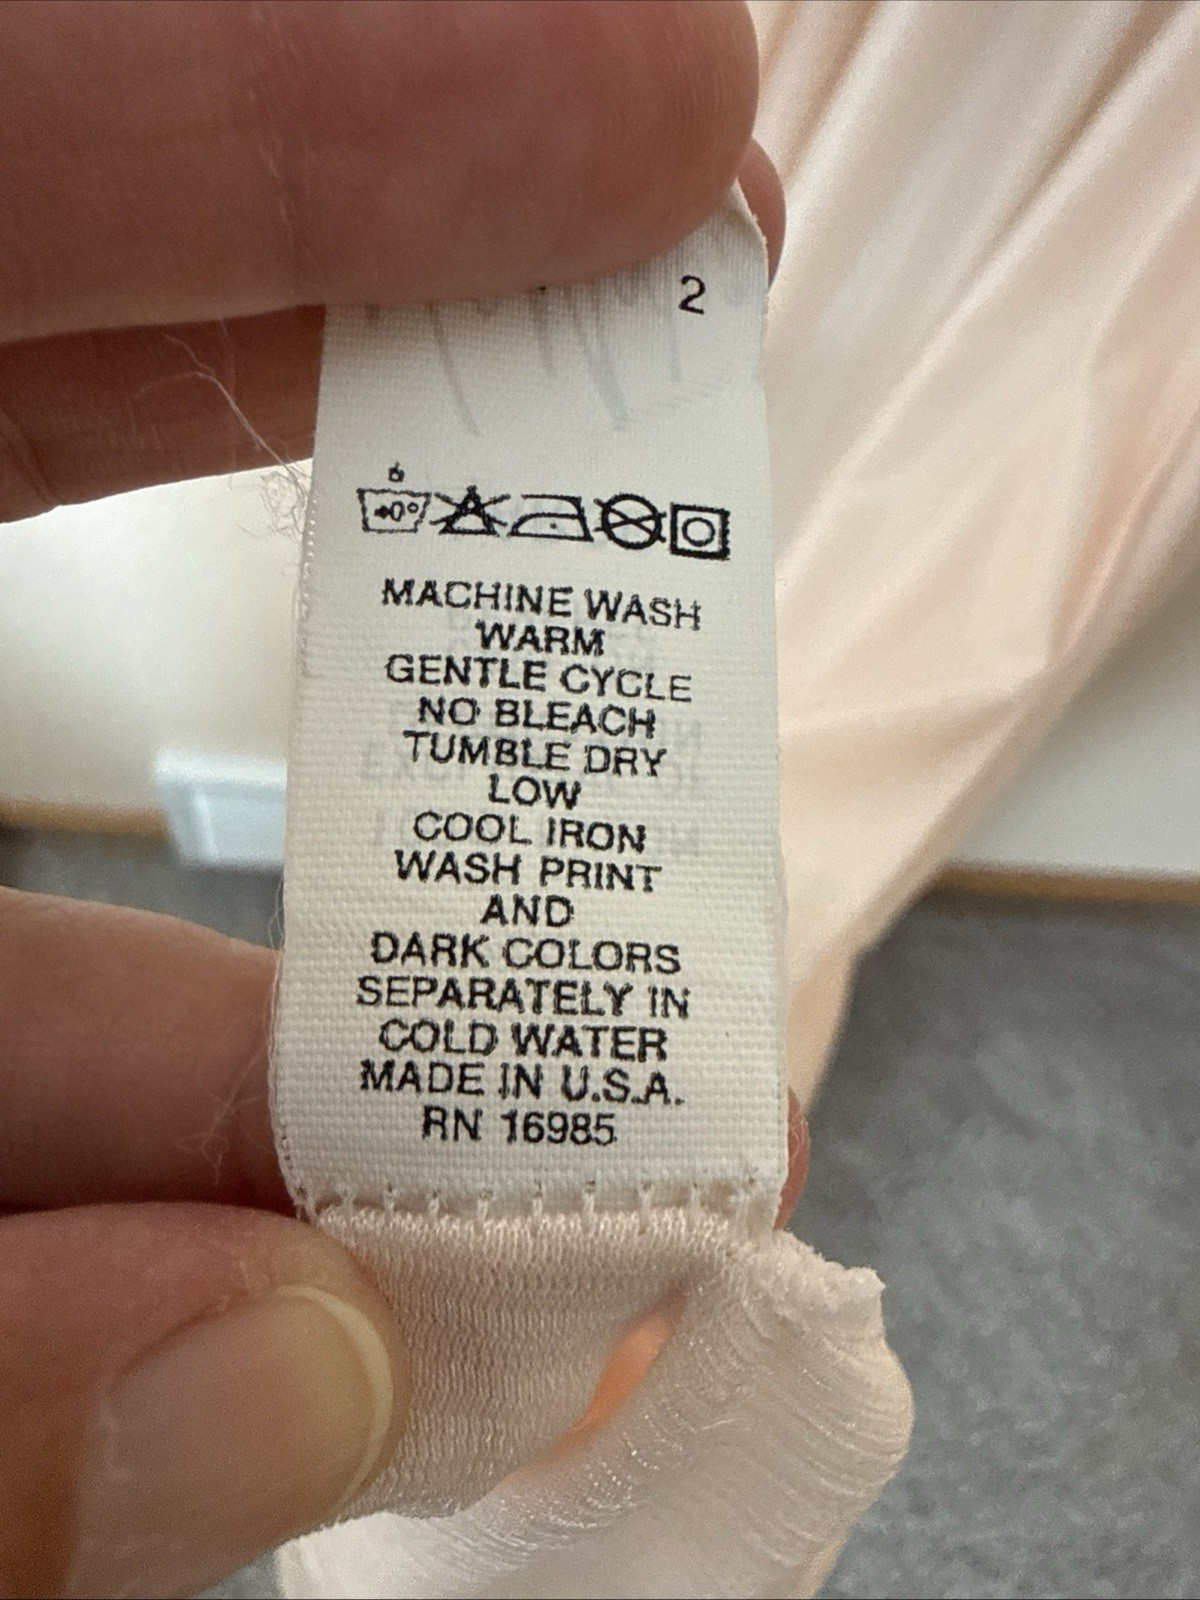 2
40°
MACHINE WASH
WARM
GENTLE CYCLE
NO BLEACH
TUMBLE DRY
LOW
COOL IRON
WASH PRINT
AND
DARK COLORS
SEPARATELY IN
COLD WATER
MADE IN U.S.A.
RN 16985